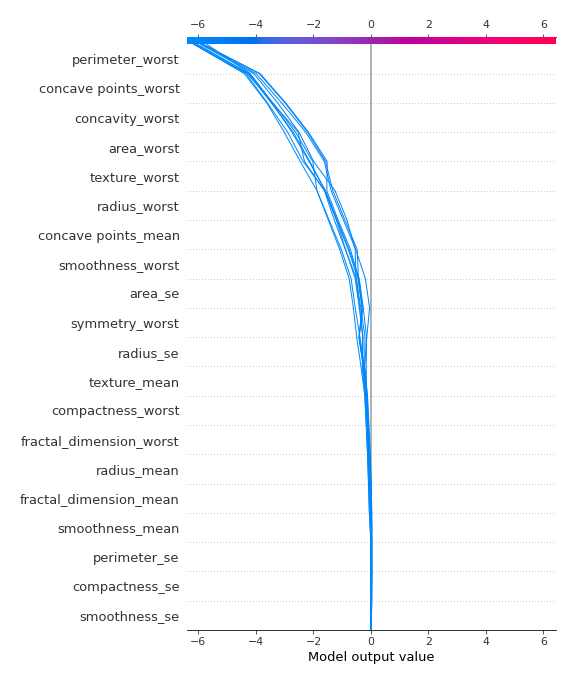 −6 −4 −2 0 2 4 6
perimeter_worst
concave points_worst
concavity_worst
area_worst
texture_worst
radius_worst
concave points_mean
smoothness_worst
area_se
symmetry_worst
radius_se
texture_mean
compactness_worst
fractal_dimension_worst
radius_mean
fractal_dimension_mean
smoothness_mean
perimeter_se
compactness_se
smoothness_se
−6 −4 −2 0 2 4 6
Model output value